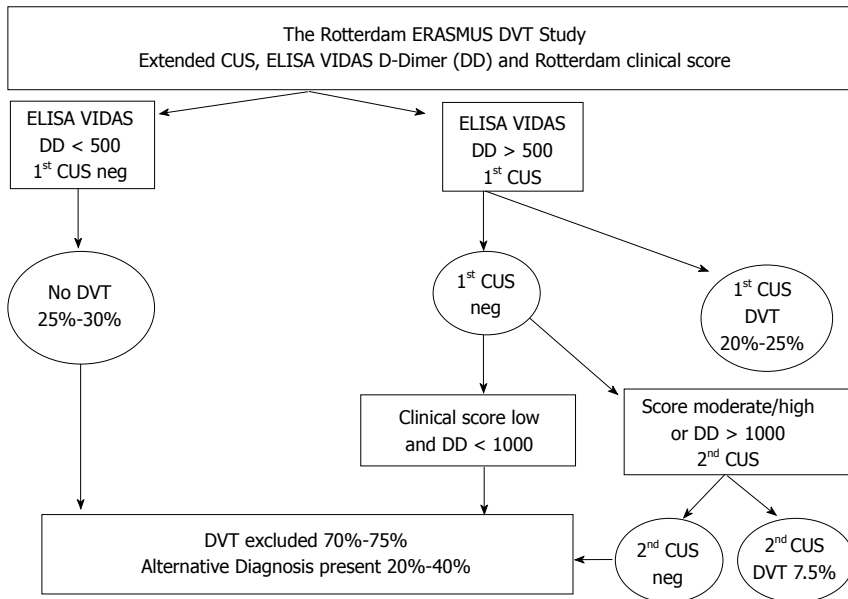 The Rotterdam ERASMUS DVT Study
Extended CUS, ELISA VIDAS D-Dimer (DD) and Rotterdam clinical score
ELISA VIDAS
DD < 500
1st CUS neg
ELISA VIDAS
DD > 500
1st CUS
No DVT
25%-30%
1st CUS
neg
1st CUS
DVT
20%-25%
Clinical score low
and DD < 1000
Score moderate/high
or DD > 1000
2nd CUS
DVT excluded 70%-75%
Alternative Diagnosis present 20%-40%
2nd CUS
neg
2nd CUS
DVT 7.5%